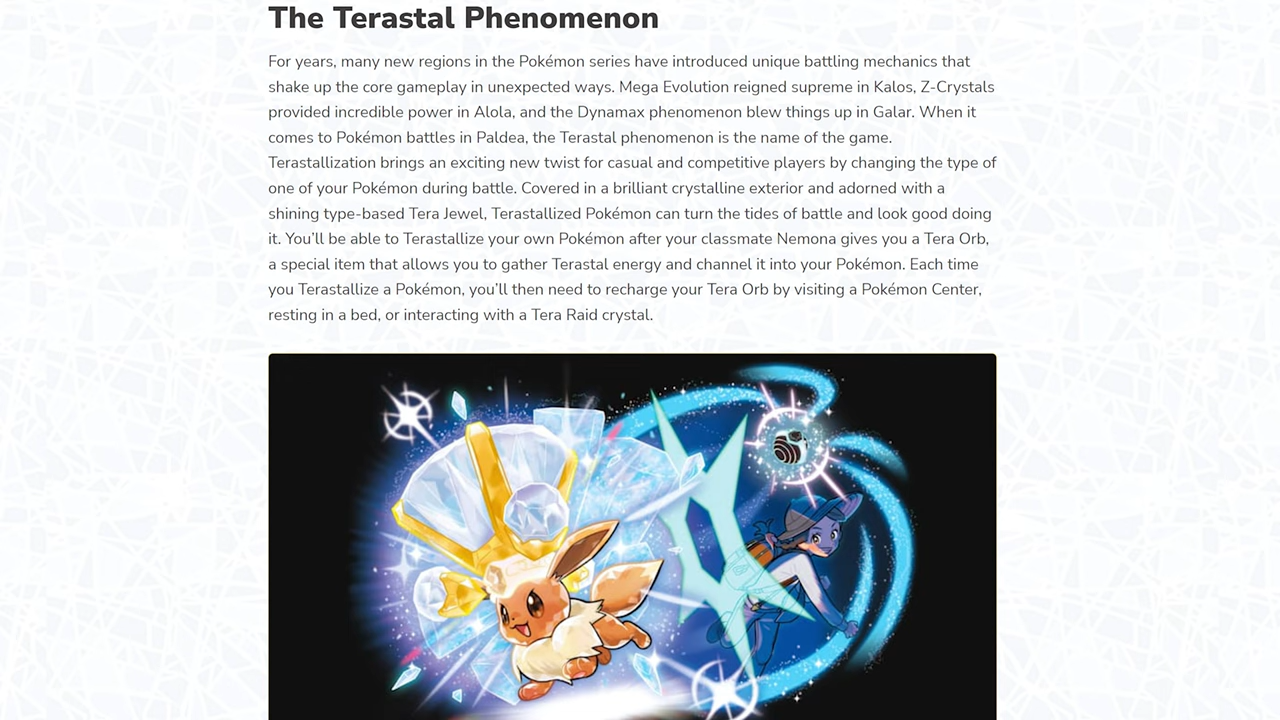 The Terastal Phenomenon
For years, many new regions in the Pokémon series have introduced unique battling mechanics that
shake up the core gameplay in unexpected ways. Mega Evolution reigned supreme in Kalos, Z-Crystals
provided incredible power in Alola, and the Dynamax phenomenon blew things up in Galar. When it
comes to Pokémon battles in Paldea, the Terastal phenomenon is the name of the game.
Terastallization brings an exciting new twist for casual and competitive players by changing the type of
one of your Pokémon during battle. Covered in a brilliant crystalline exterior and adorned with a
shining type-based Tera Jewel, Terastallized Pokémon can turn the tides of battle and look good doing
it. You’ll be able to Terastallize your own Pokémon after your classmate Nemona gives you a Tera Orb,
a special item that allows you to gather Terastal energy and channel it into your Pokémon. Each time
you Terastallize a Pokémon, you’ll then need to recharge your Tera Orb by visiting a Pokémon Center,
resting in a bed, or interacting with a Tera Raid crystal.